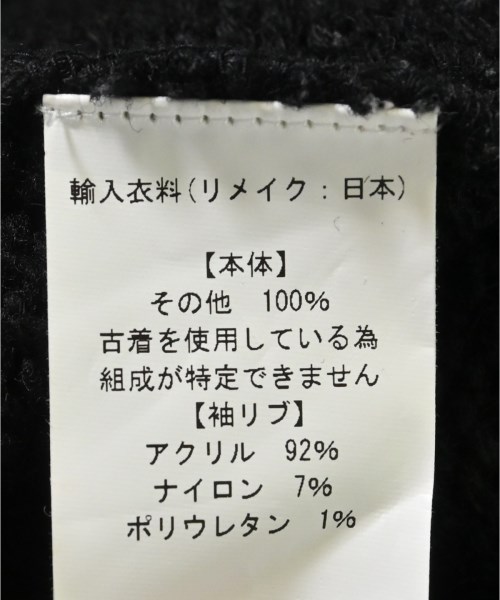 輸入衣料(リメイク:日本)
【本体】
その他 100%
古着を使用している為
組成が特定できません
【袖リブ】
アクリル 92%
ナイロン 7%
ポリウレタン 1%